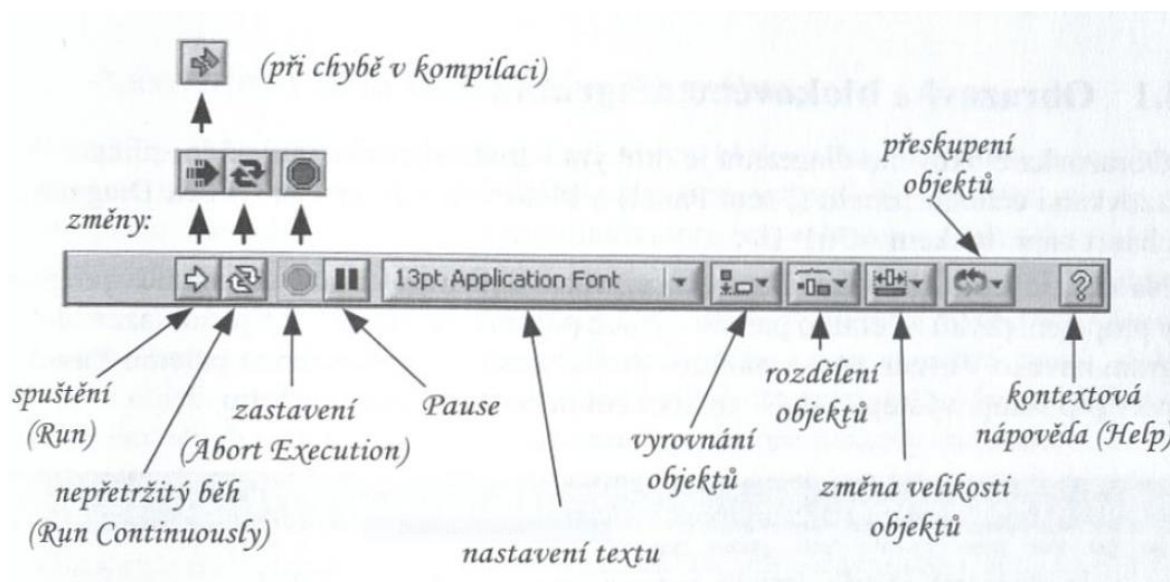 (při chybě v kompilaci)
přeskupení
objektů
změny:
13pt Application Font
spuštění
(Run)
zastavení
(Abort Execution)
Pause
rozdělení
objektů
kontextová
nápověda (Help)
vyrovnání
objektů
nepřetržitý běh
(Run Continuously)
změna velikosti
objektů
nastavení textu